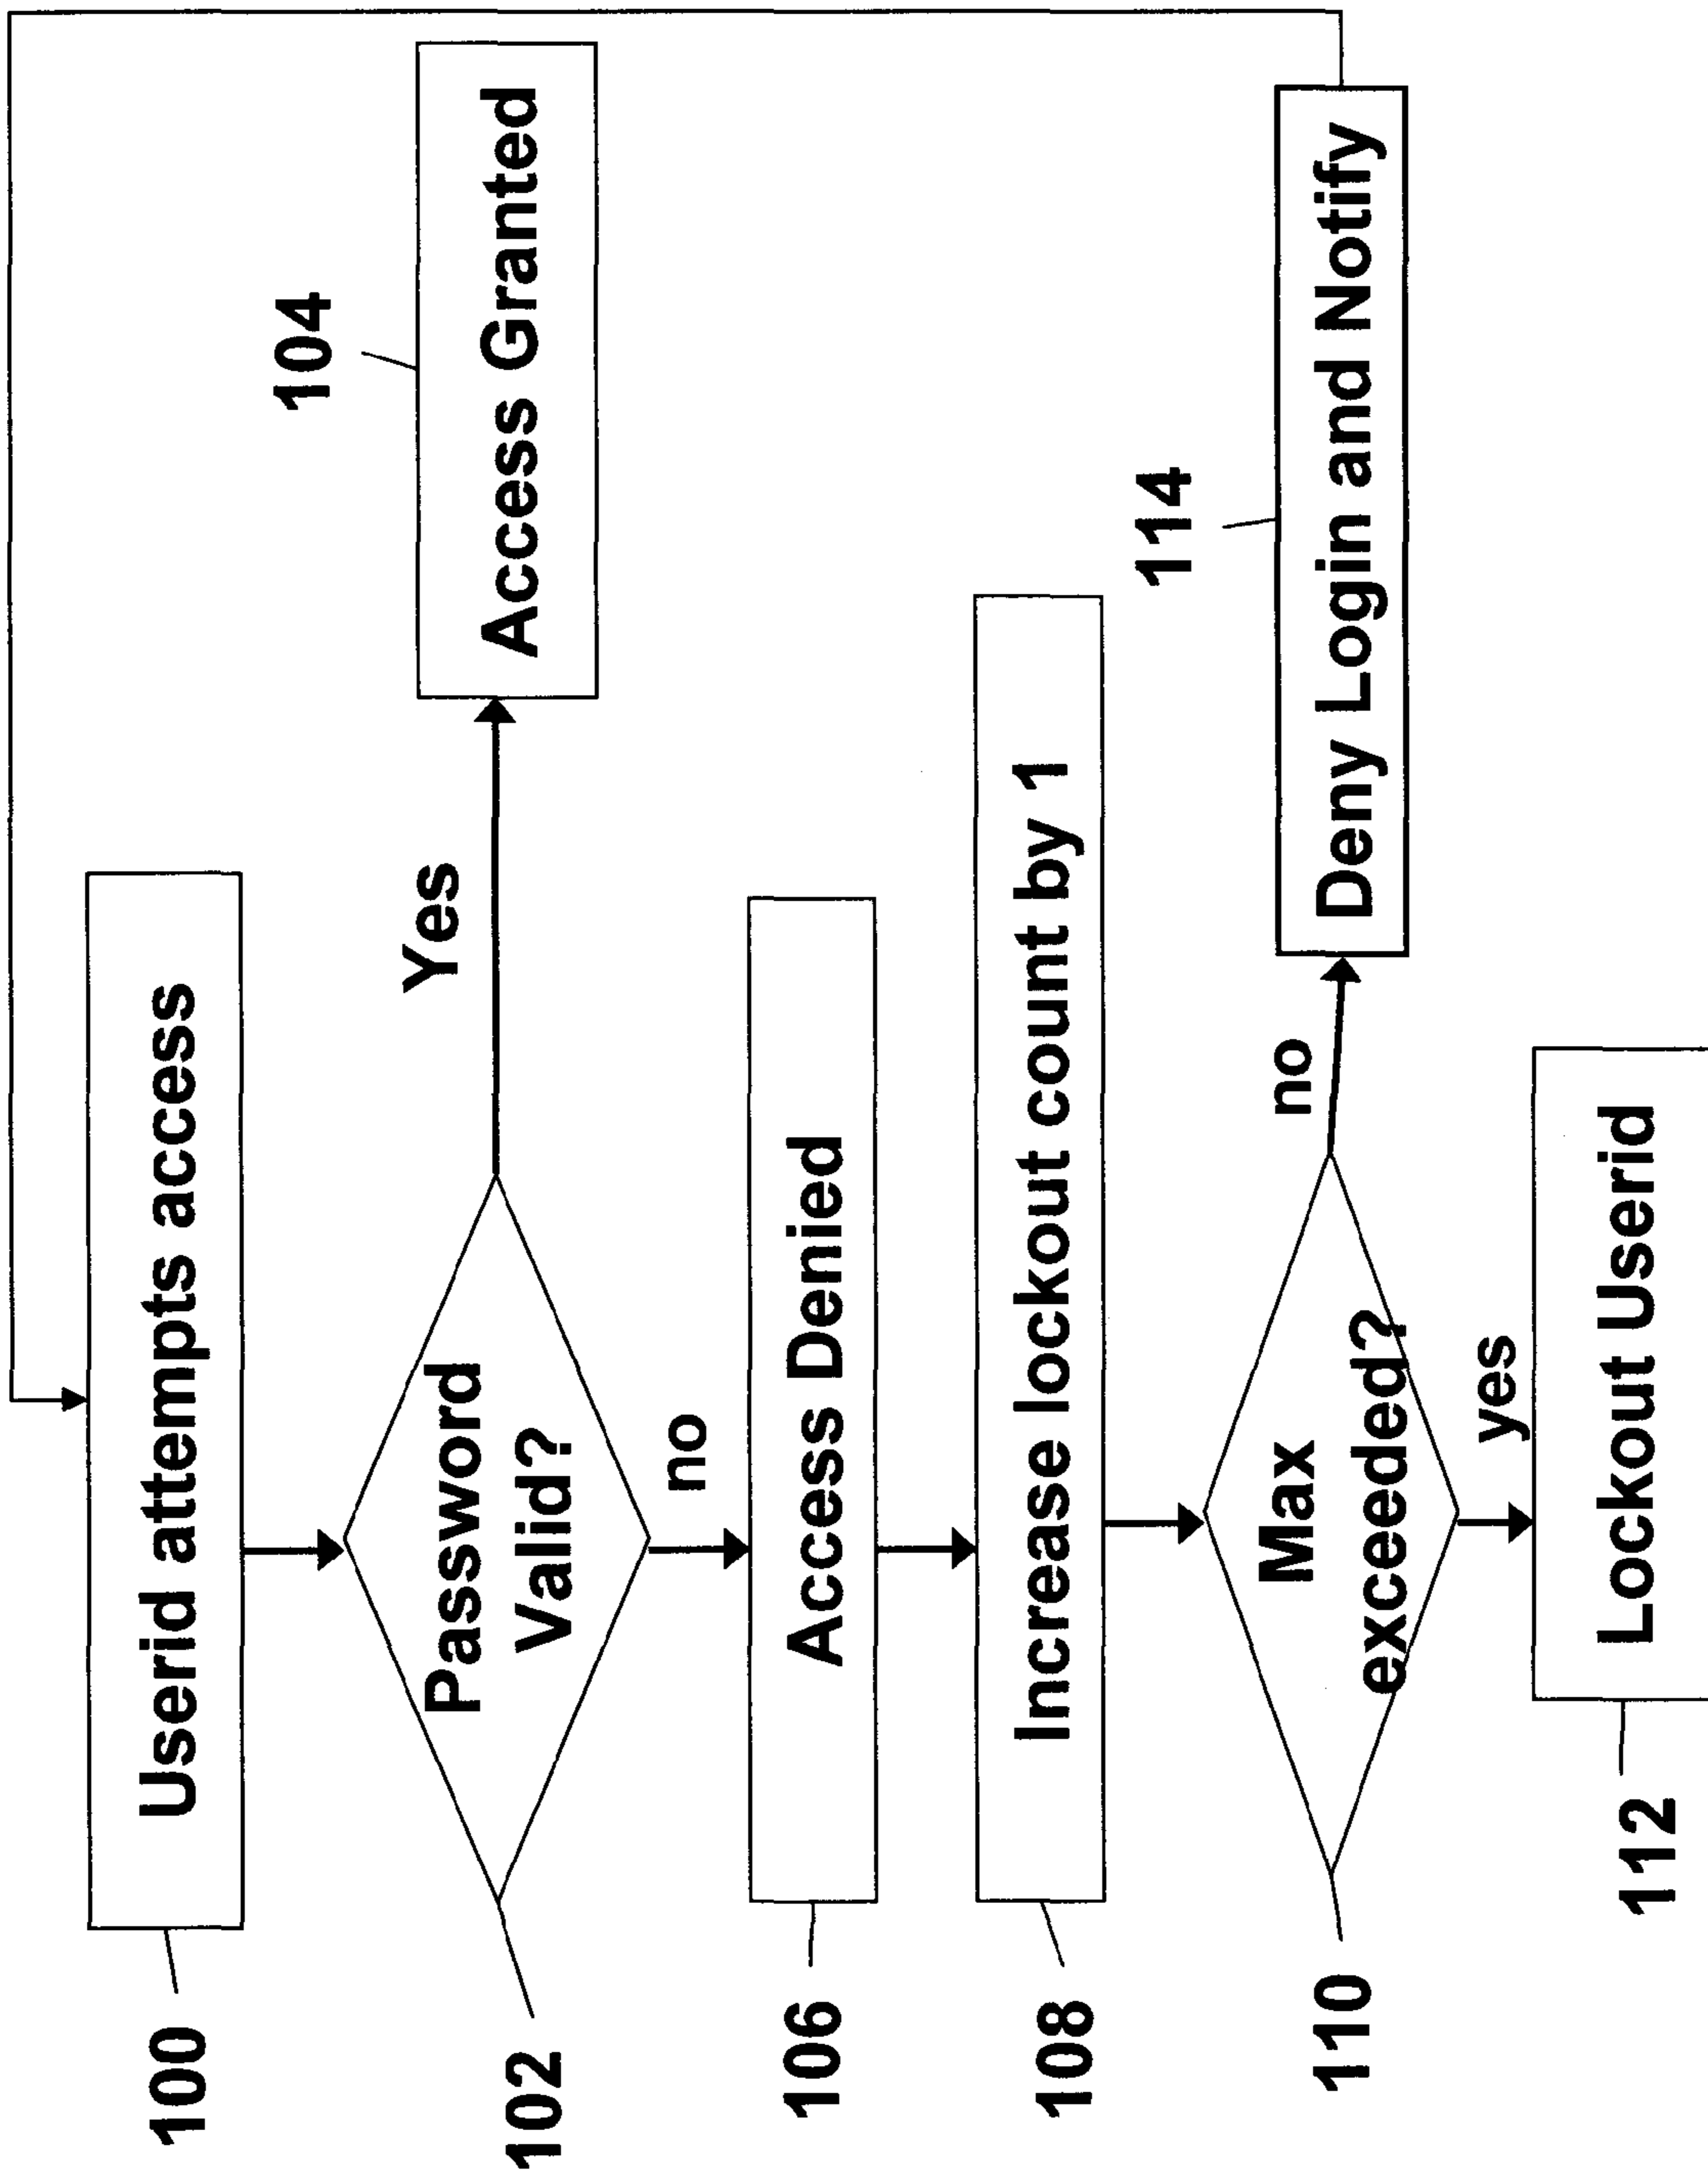 100
Userid attempts access
102
Password
Valid?
Yes
104
Access Granted
no
106
Access Denied
108
Increase lockout count by 1
110
Max
exceeded?
no
114
Deny Login and Notify
yes
112
Lockout Userid